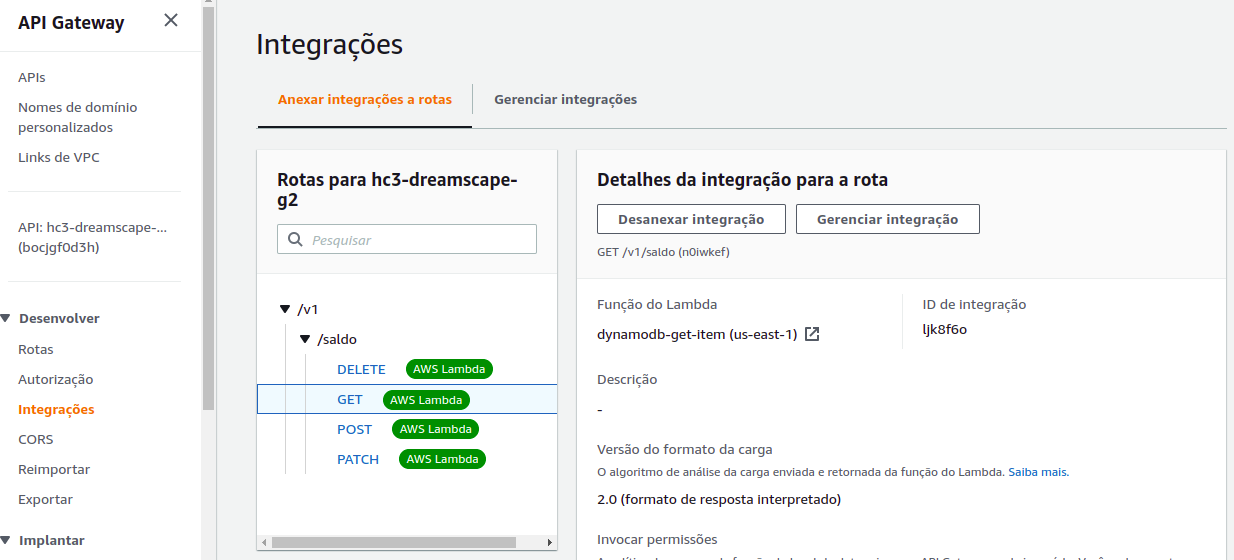 API Gateway
APIs
Nomes de domínio
personalizados
Links de VPC
API: hc3-dreamscape-...
(bocjgf0d3h)
Desenvolver
Rotas
Autorização
Integrações
CORS
Reimportar
Exportar
Implantar
Integrações
Anexar integrações a rotas
Gerenciar integrações
Rotas para hc3-dreamscape-
g2
Pesquisar
/v1
/saldo
DELETE AWS Lambda
GET AWS Lambda
POST AWS Lambda
PATCH AWS Lambda
Detalhes da integração para a rota
Desanexar integração
Gerenciar integração
GET /v1/saldo (n0iwkef)
Função do Lambda
dynamodb-get-item (us-east-1)
ID de integração
ljk8f6o
Descrição
-
Versão do formato da carga
O algoritmo de análise da carga enviada e retornada da função do Lambda. Saiba mais.
2.0 (formato de resposta interpretado)
Invocar permissões